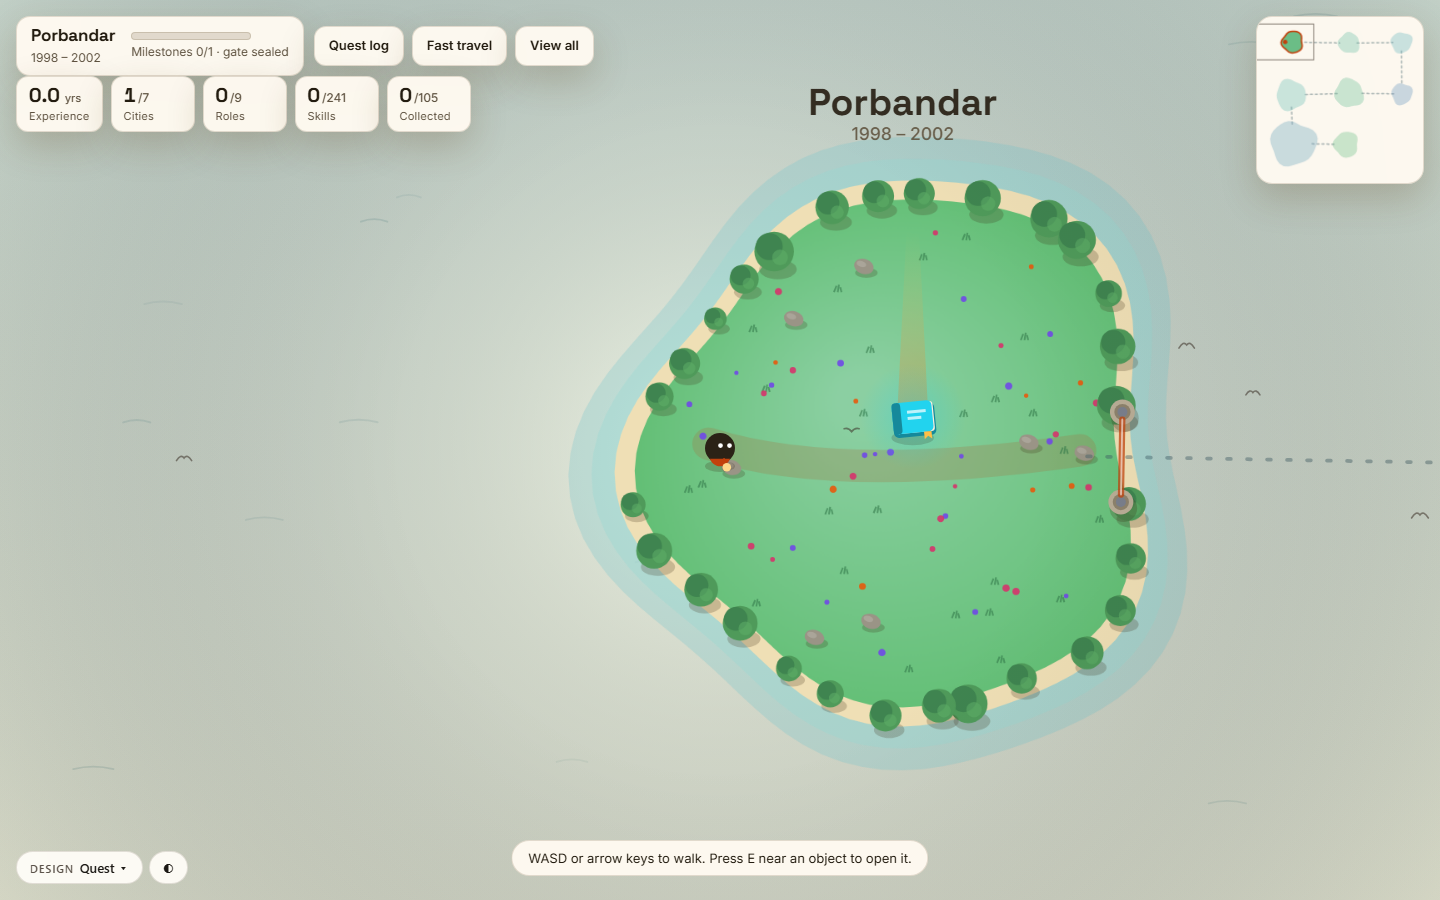 Porbandar
1998 – 2002
Milestones 0/1 · gate sealed
Quest log
Fast travel
View all
0.0 yrs
Experience
1/7
Cities
0/9
Roles
0/241
Skills
0/105
Collected
Porbandar
1998 – 2002
WASD or arrow keys to walk. Press E near an object to open it.
DESIGN Quest